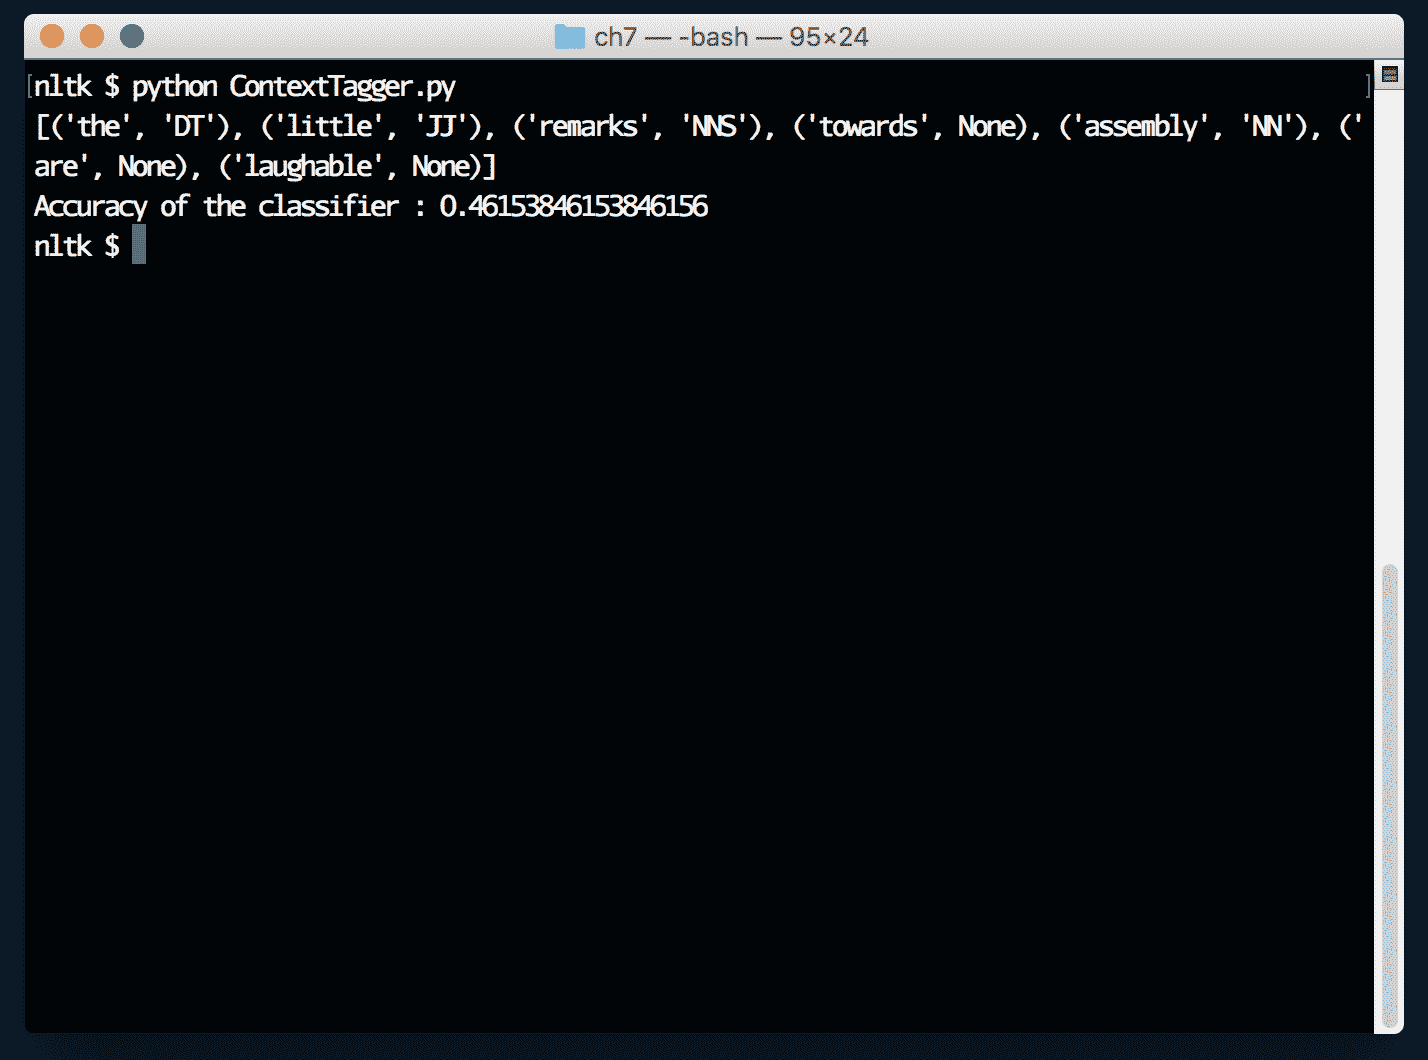 ch7 — -bash — 95×24
nltk $ python ContextTagger.py
[('the', 'DT'), ('little', 'JJ'), ('remarks', 'NNS'), ('towards', None), ('assembly', 'NN'), ('
are', None), ('laughable', None)]
Accuracy of the classifier : 0.46153846153846156
nltk $